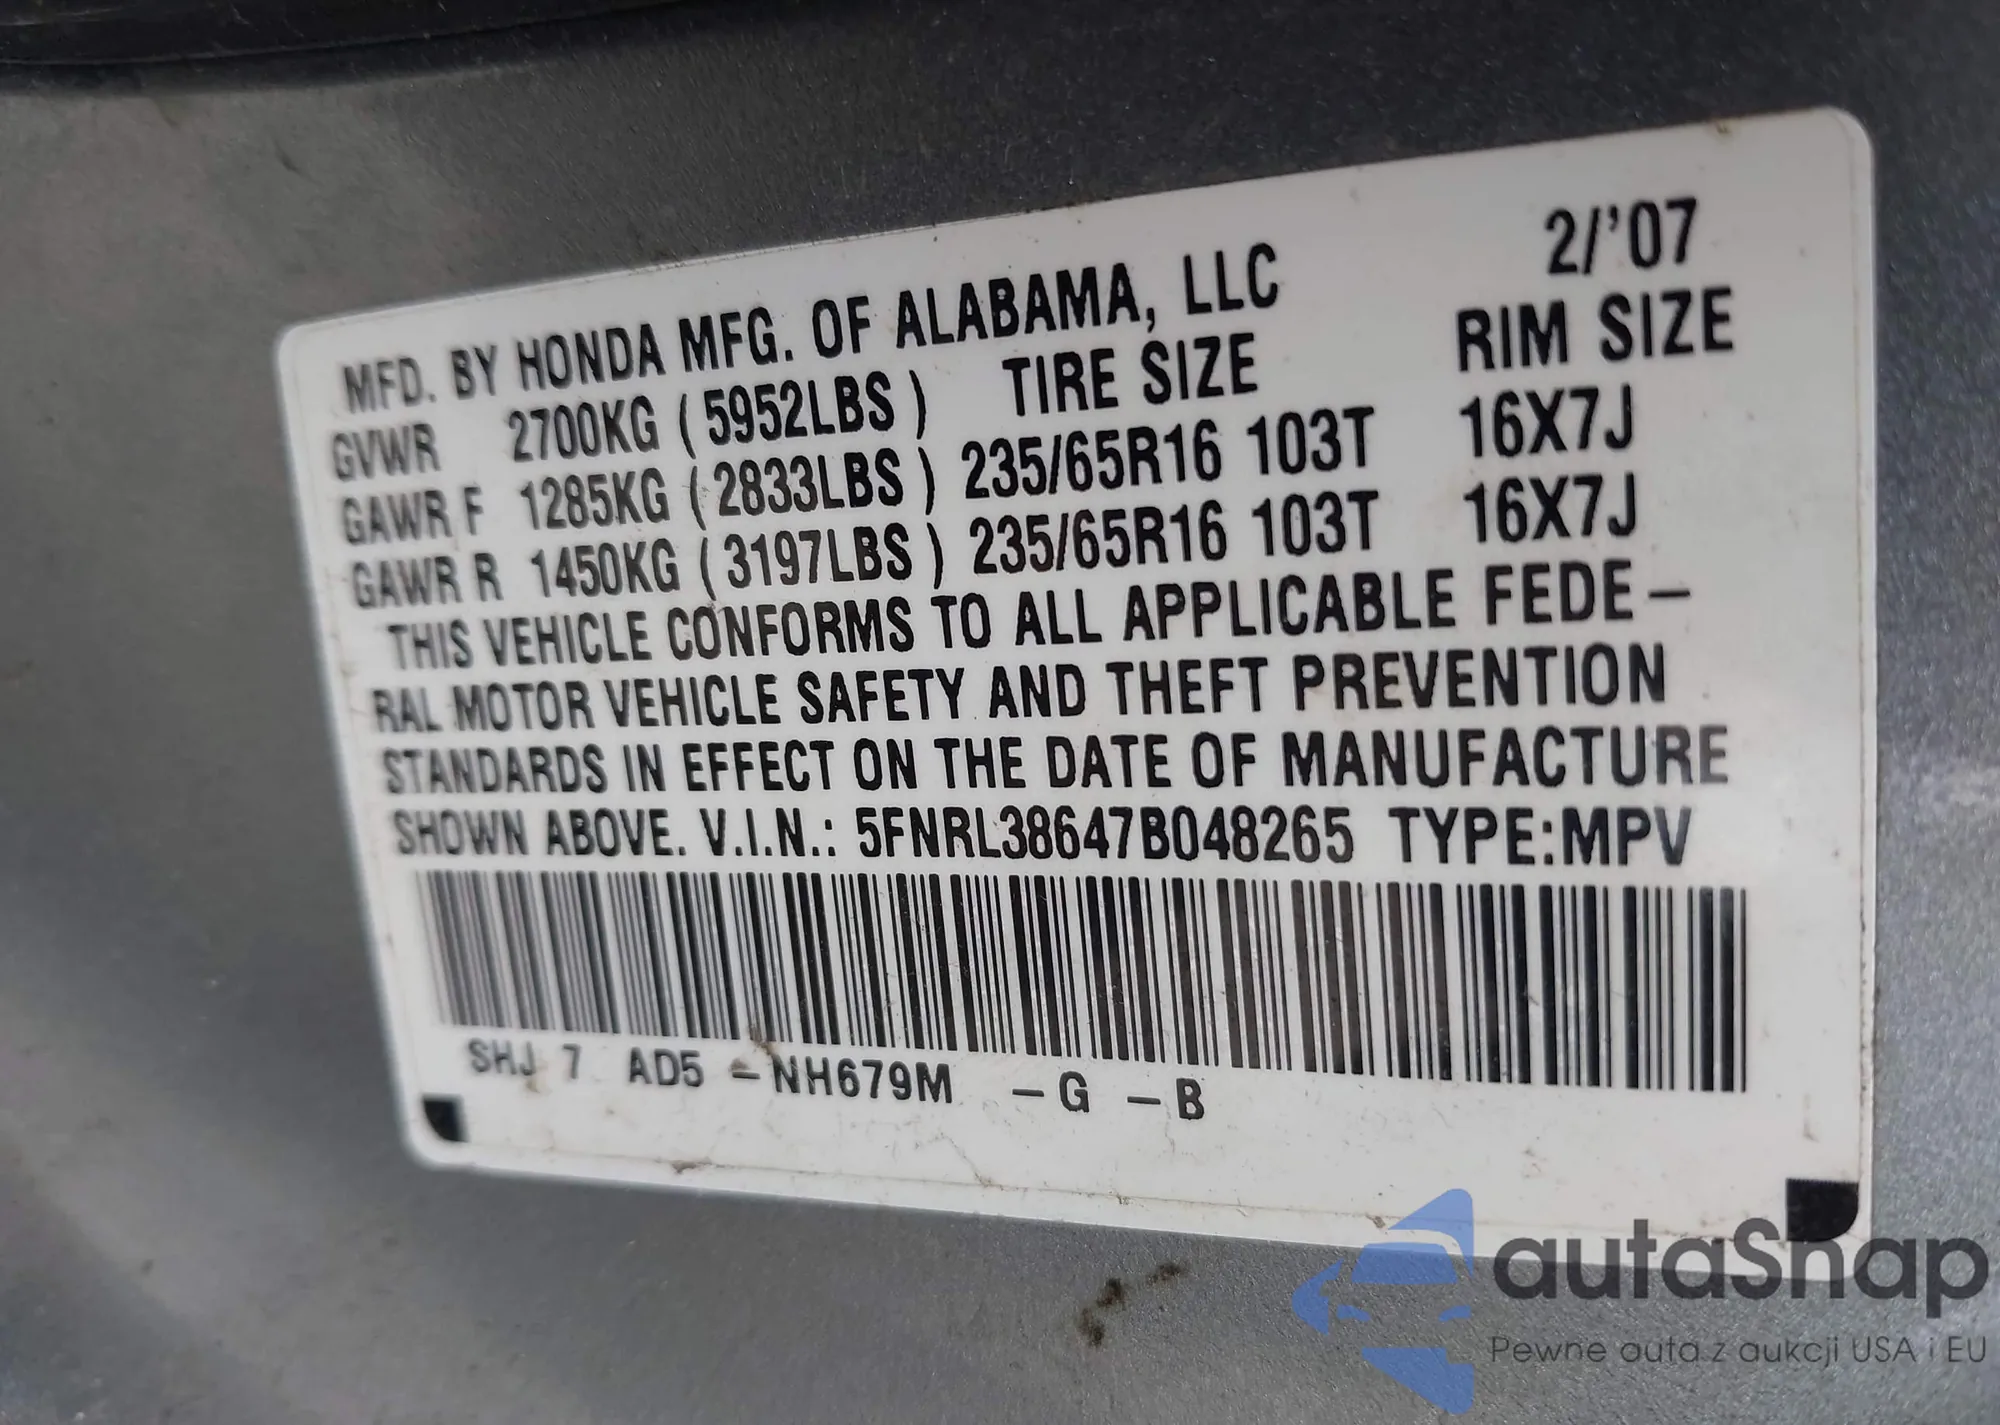 MFD. BY HONDA MFG. OF ALABAMA, LLC 2/'07
GVWR 2700KG ( 5952LBS ) TIRE SIZE RIM SIZE
GAWR F 1285KG ( 2833LBS ) 235/65R16 103T 16X7J
GAWR R 1450KG ( 3197LBS ) 235/65R16 103T 16X7J
THIS VEHICLE CONFORMS TO ALL APPLICABLE FEDE–
RAL MOTOR VEHICLE SAFETY AND THEFT PREVENTION
STANDARDS IN EFFECT ON THE DATE OF MANUFACTURE
SHOWN ABOVE. V.I.N.: 5FNRL38647B048265 TYPE:MPV
SHJ 7 AD5 –NH679M –G –B
autaSnap
Pewne auta z aukcji USA i EU